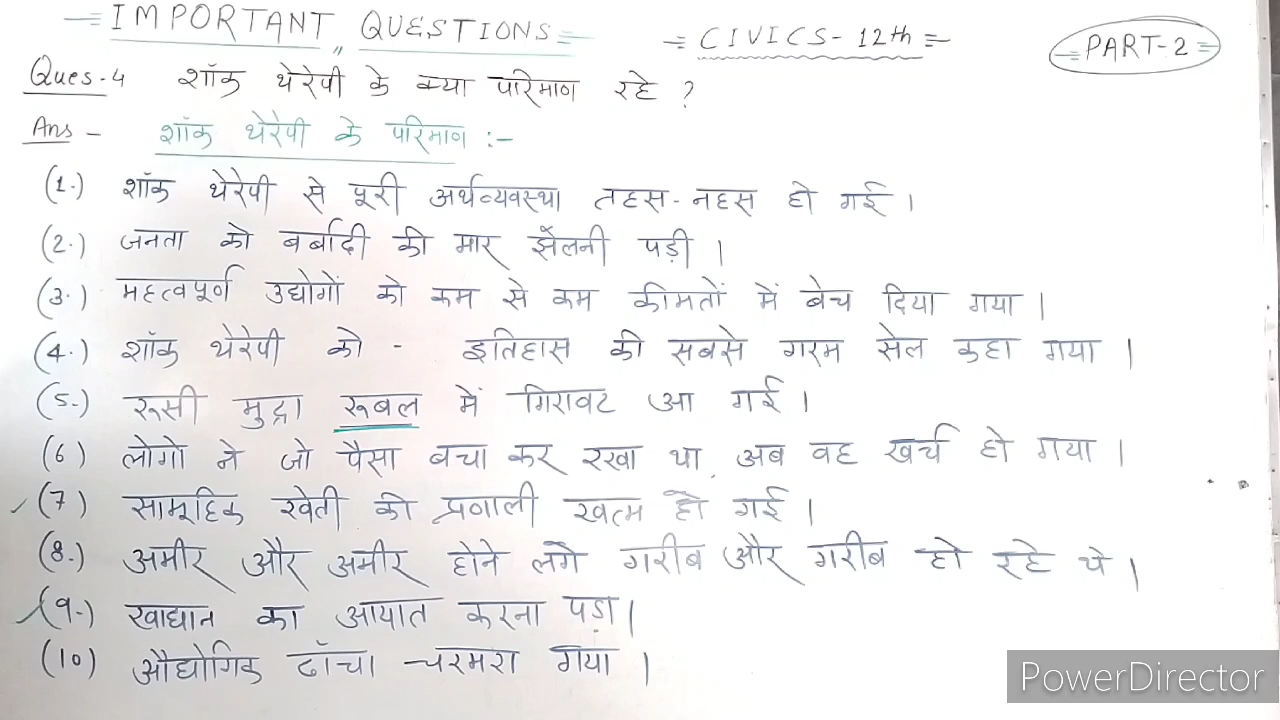 = IMPORTANT QUESTIONS =
= CIVICS - 12th =
= PART-2 =
Ques-4 शॉक थेरेपी के क्या परिमाण रहे ?
Ans - शॉक थेरेपी के परिमाण :-
(1.) शॉक थेरेपी से पूरी अर्थव्यवस्था तहस-नहस हो गई ।
(2.) जनता को बर्बादी की मार झेलनी पड़ी ।
(3.) महत्वपूर्ण उद्योगों को कम से कम कीमतों में बेच दिया गया ।
(4.) शॉक थेरेपी को - इतिहास की सबसे गरम सेल कहा गया ।
(5.) रूसी मुद्रा रूबल में गिरावट आ गई ।
(6) लोगो ने जो पैसा बचा कर रखा था, अब वह खर्च हो गया ।
(7) सामूहिक खेती की प्रणाली खत्म हो गई ।
(8.) अमीर और अमीर होने लगे गरीब और गरीब हो रहे थे ।
(9.) खाद्यान का आयात करना पड़ा ।
(10) औद्योगिक ढाँचा चरमरा गया ।
PowerDirector